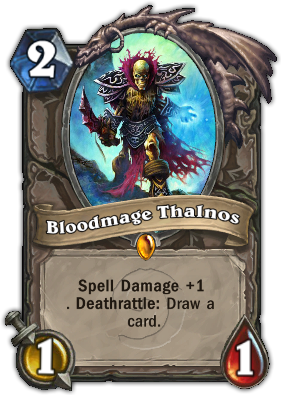 2
Bloodmage Thalnos
Spell Damage +1
. Deathrattle: Draw a
card.
1
1